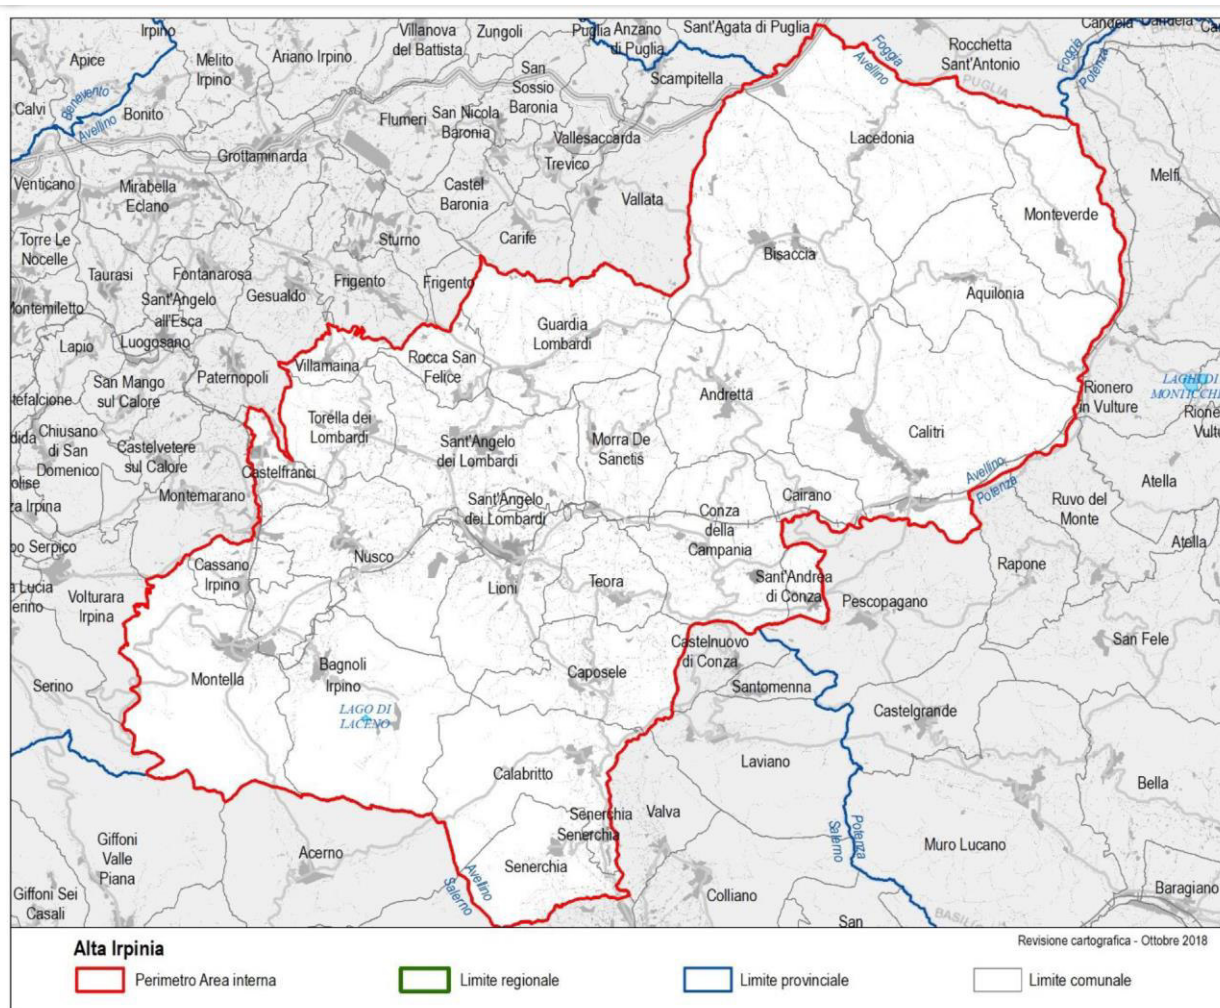 Irpino
Villanova
del Battista
Zungoli
Puglia
Anzano
di Puglia
Sant'Agata di Puglia
Candela
Apice
Melito
Irpino
Ariano Irpino
San
Sossio
Baronia
Scampitella
Foggia
Avellino
Rocchetta
Sant'Antonio
Foggia
Potenza
PUGLIA
Calvi
Benevento
Avellino
Bonito
Flumeri
San Nicola
Baronia
Vallesaccarda
Lacedonia
Grottaminarda
Trevico
Venticano
Mirabella
Eclano
Castel
Baronia
Vallata
Melfi
Monteverde
Torre Le
Nocelle
Sturno
Carife
Bisaccia
Taurasi
Fontanarosa
Gesualdo
Frigento
Frigento
Aquilonia
Montemiletto
Sant'Angelo
all'Esca
Luogosano
Guardia
Lombardi
Lapio
Villamaina
Rocca San
Felice
San Mango
sul Calore
Paternopoli
Andretta
Rionero
in Vulture
LAGHI DI
Torella dei
Lombardi
Chiusano
di San
Domenico
Castelvetere
sul Calore
Castelfranci
Sant'Angelo
dei Lombardi
Morra De
Sanctis
Calitri
Avellino
Potenza
Atella
Montemarano
Sant'Angelo
dei Lombardi
Cairano
Conza
della
Campania
Ruvo del
Monte
Atella
Nusco
Cassano
Irpino
Lioni
Teora
Sant'Andrea
di Conza
Rapone
Volturara
Irpina
Pescopagano
Castelnuovo
di Conza
San Fele
Serino
Montella
Bagnoli
Irpino
Caposele
Santomenna
LAGO DI
LACENO
Castelgrande
Calabritto
Laviano
Bella
Senerchia
Senerchia
Valva
Potenza
Salerno
Giffoni
Valle
Piana
Acerno
Senerchia
Avellino
Salerno
Muro Lucano
Giffoni Sei
Casali
Colliano
Baragiano
San
Alta Irpinia
Revisione cartografica - Ottobre 2018
Perimetro Area interna
Limite regionale
Limite provinciale
Limite comunale